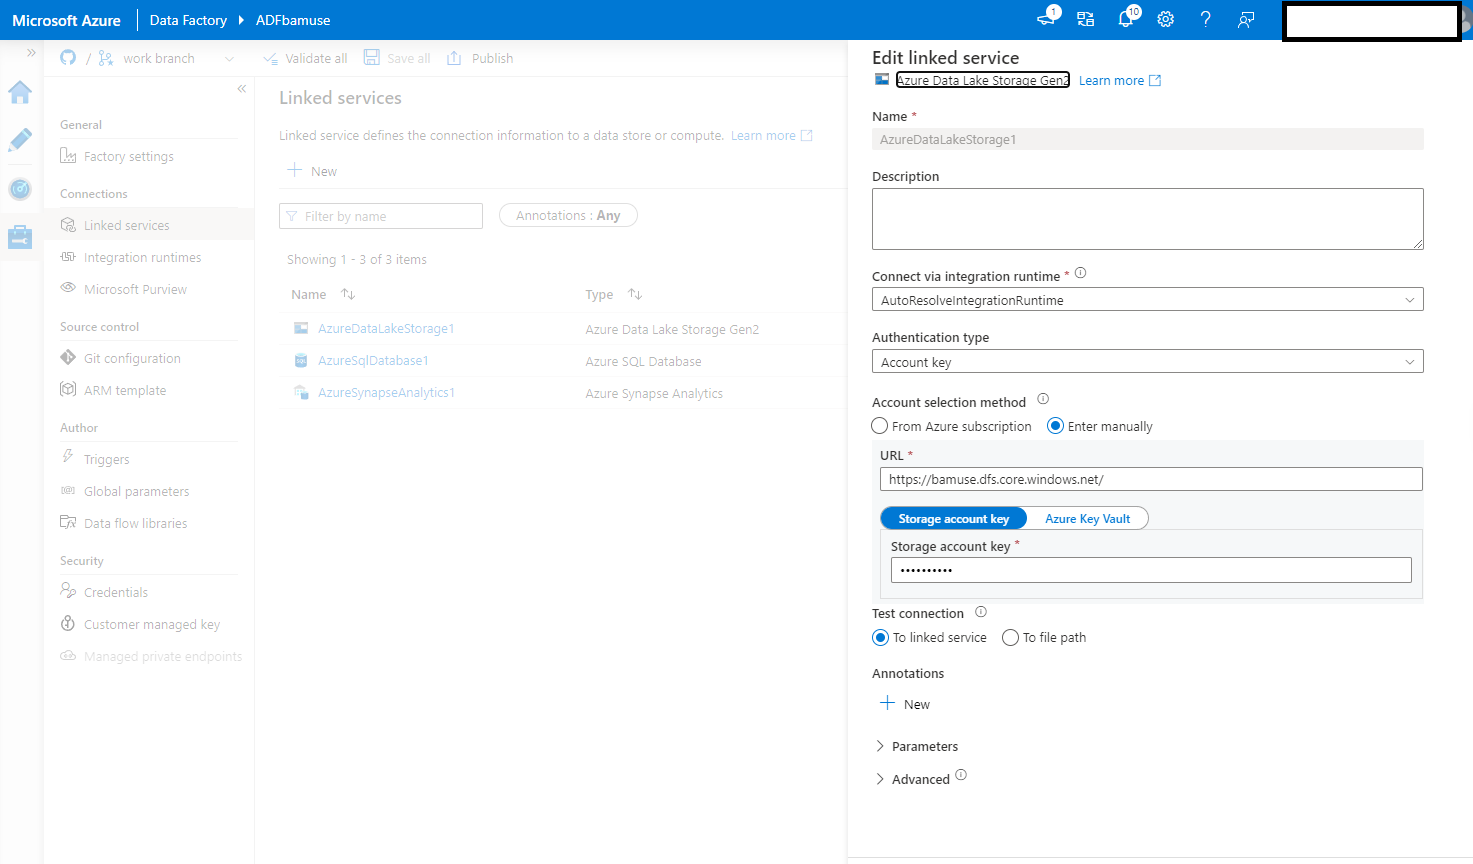 Microsoft Azure | Data Factory ▸ ADFbamuse 1 10
/ work branch Validate all Save all Publish
General
Factory settings
Connections
Linked services
Integration runtimes
Microsoft Purview
Source control
Git configuration
ARM template
Author
Triggers
Global parameters
Data flow libraries
Security
Credentials
Customer managed key
Managed private endpoints
Linked services
Linked service defines the connection information to a data store or compute. Learn more
New
Filter by name Annotations : Any
Showing 1 - 3 of 3 items
Name Type
AzureDataLakeStorage1 Azure Data Lake Storage Gen2
AzureSqlDatabase1 Azure SQL Database
AzureSynapseAnalytics1 Azure Synapse Analytics
Edit linked service
Azure Data Lake Storage Gen2 Learn more
Name *
AzureDataLakeStorage1
Description
Connect via integration runtime *
AutoResolveIntegrationRuntime
Authentication type
Account key
Account selection method
From Azure subscription Enter manually
URL *
https://bamuse.dfs.core.windows.net/
Storage account key Azure Key Vault
Storage account key *
••••••••••
Test connection
To linked service To file path
Annotations
New
Parameters
Advanced